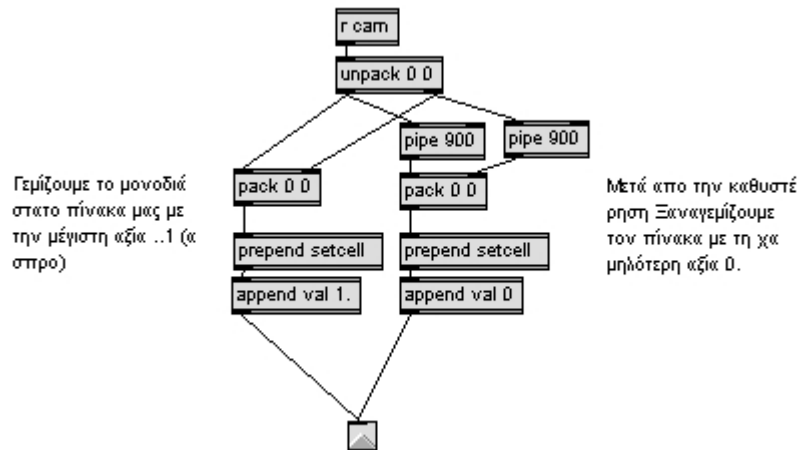 r cam
unpack 0 0
pipe 900
pipe 900
pack 0 0
pack 0 0
Γεμίζουμε το μονοδιά
στατο πίνακα μας με
την μέγιστη αξία ..1 (α
σπρο)
Μετά απο την καθυστέ
ρηση Ξαναγεμίζουμε
τον πίνακα με τη χα
μηλότερη αξία 0.
prepend setcell
prepend setcell
append val 1.
append val 0